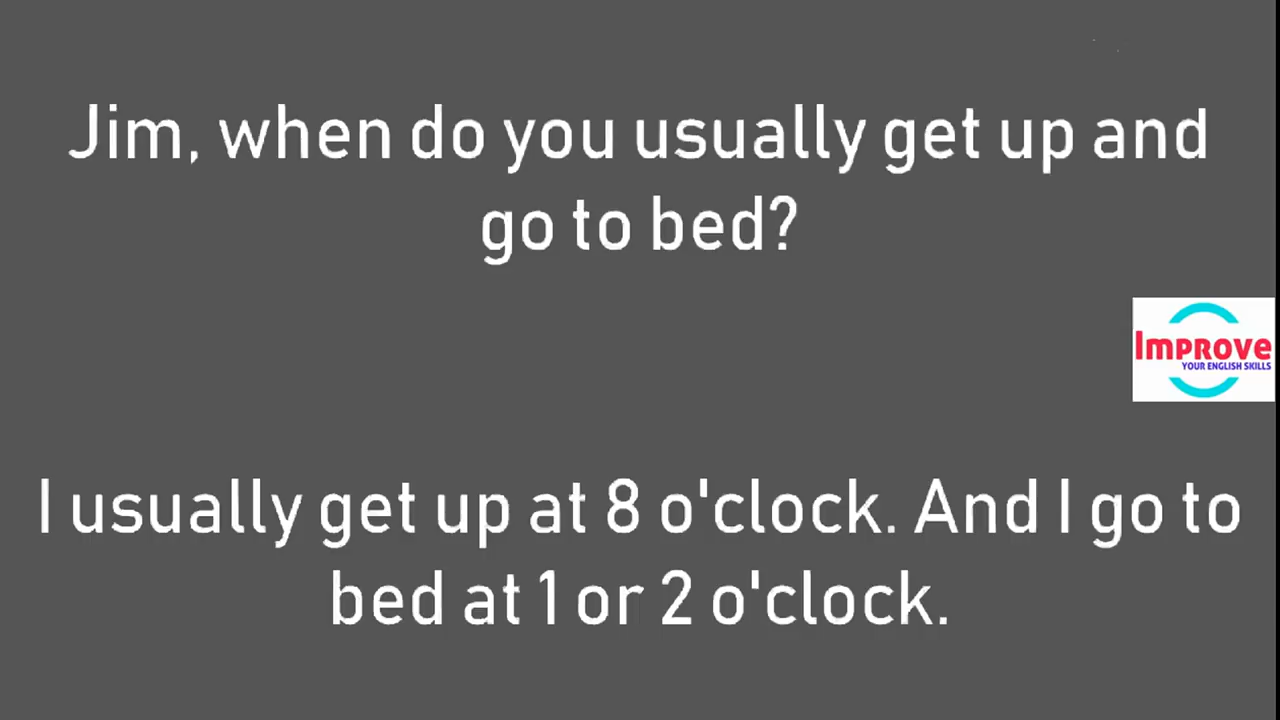 Jim, when do you usually get up and
go to bed?
Improve
YOUR ENGLISH SKILLS
I usually get up at 8 o'clock. And I go to
bed at 1 or 2 o'clock.